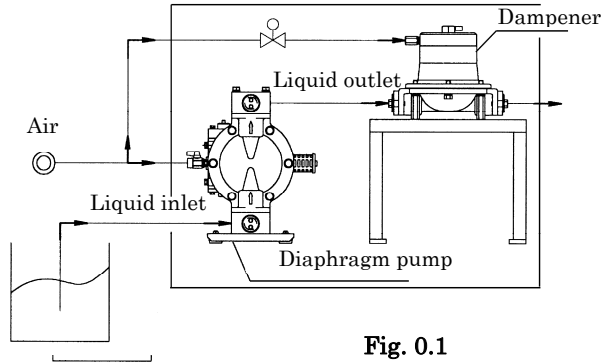 Dampener
Liquid outlet
Air
Liquid inlet
Diaphragm pump
Fig. 0.1